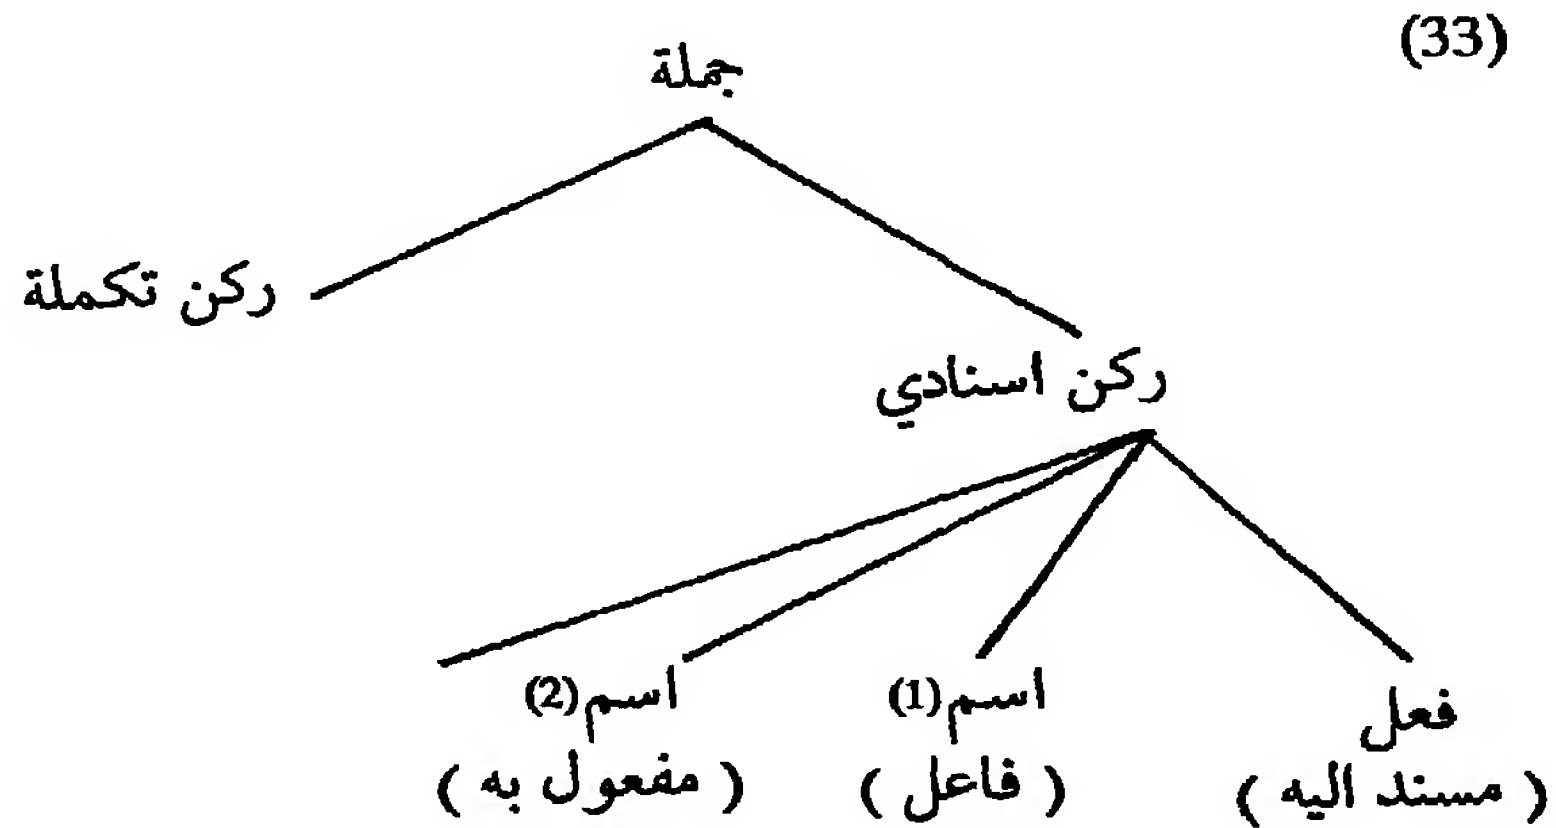 (33)
جملة
ركن تكملة
ركن اسنادي
فعل
اسم(1)
اسم(2)
( مسند اليه )
( فاعل )
( مفعول به )